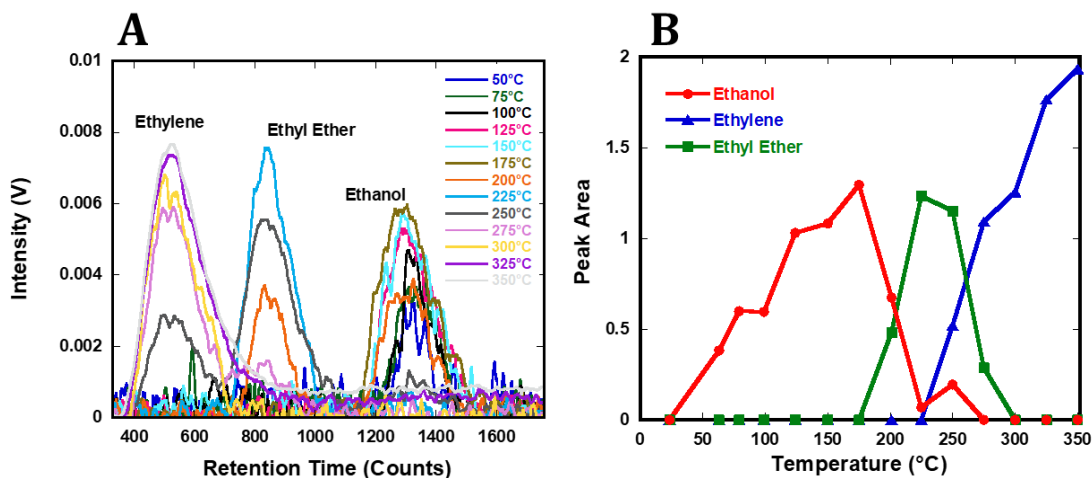 A
Intensity (V)
0.01
0.008
0.006
0.004
0.002
0
400
600
800
1000
1200
1400
1600
Retention Time (Counts)
Ethylene
Ethyl Ether
Ethanol
50°C
75°C
100°C
125°C
150°C
175°C
200°C
225°C
250°C
275°C
300°C
325°C
350°C
B
Peak Area
2
1.5
1
0.5
0
0
50
100
150
200
250
300
350
Temperature (°C)
Ethanol
Ethylene
Ethyl Ether